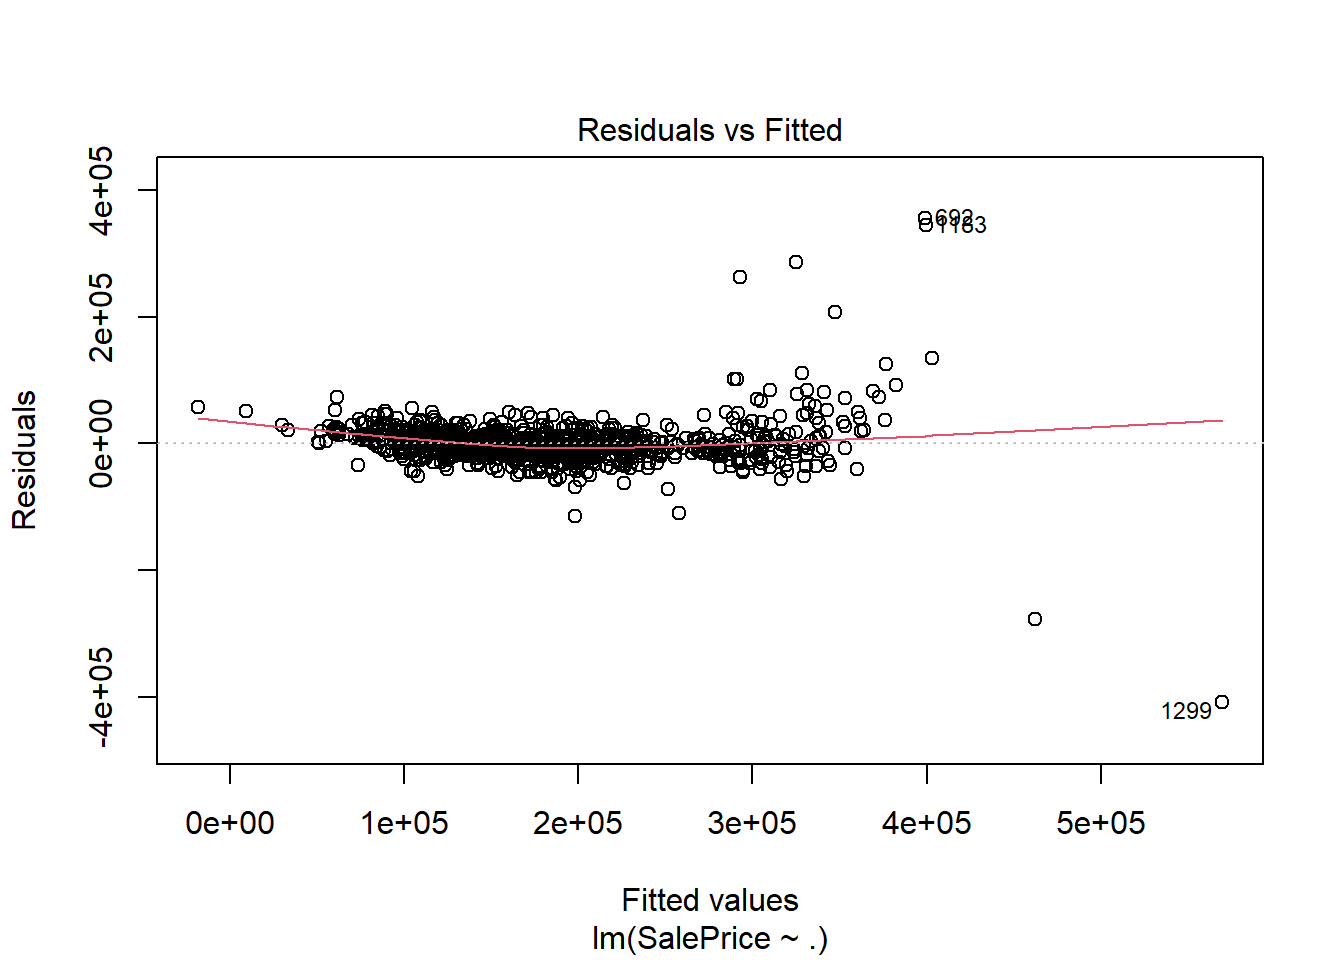 Residuals vs Fitted
4e+05
2e+05
0e+00
-4e+05
Residuals
692
1183
1299
0e+00 1e+05 2e+05 3e+05 4e+05 5e+05
Fitted values
lm(SalePrice ~ .)